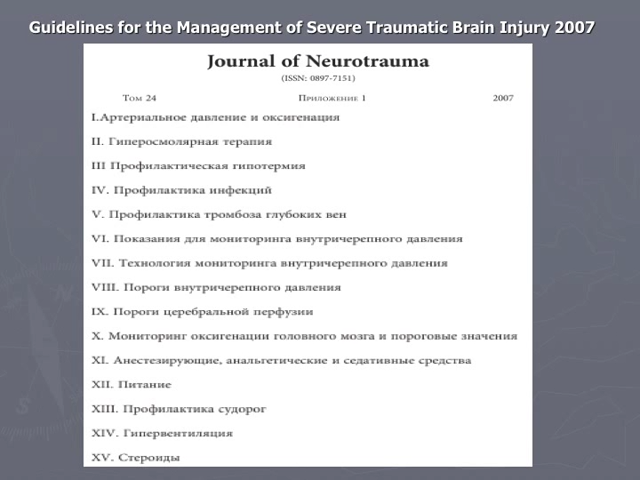 Guidelines for the Management of Severe Traumatic Brain Injury 2007
Journal of Neurotrauma
(ISSN: 0897-7151)
Том 24 Приложение 1 2007
I.Артериальное давление и оксигенация
II. Гиперосмолярная терапия
III Профилактическая гипотермия
IV. Профилактика инфекций
V. Профилактика тромбоза глубоких вен
VI. Показания для мониторинга внутричерепного давления
VII. Технология мониторинга внутричерепного давления
VIII. Пороги внутричерепного давления
IX. Пороги церебральной перфузии
X. Мониторинг оксигенации головного мозга и пороговые значения
XI. Анестезирующие, анальгетические и седативные средства
XII. Питание
XIII. Профилактика судорог
XIV. Гипервентиляция
XV. Стероиды